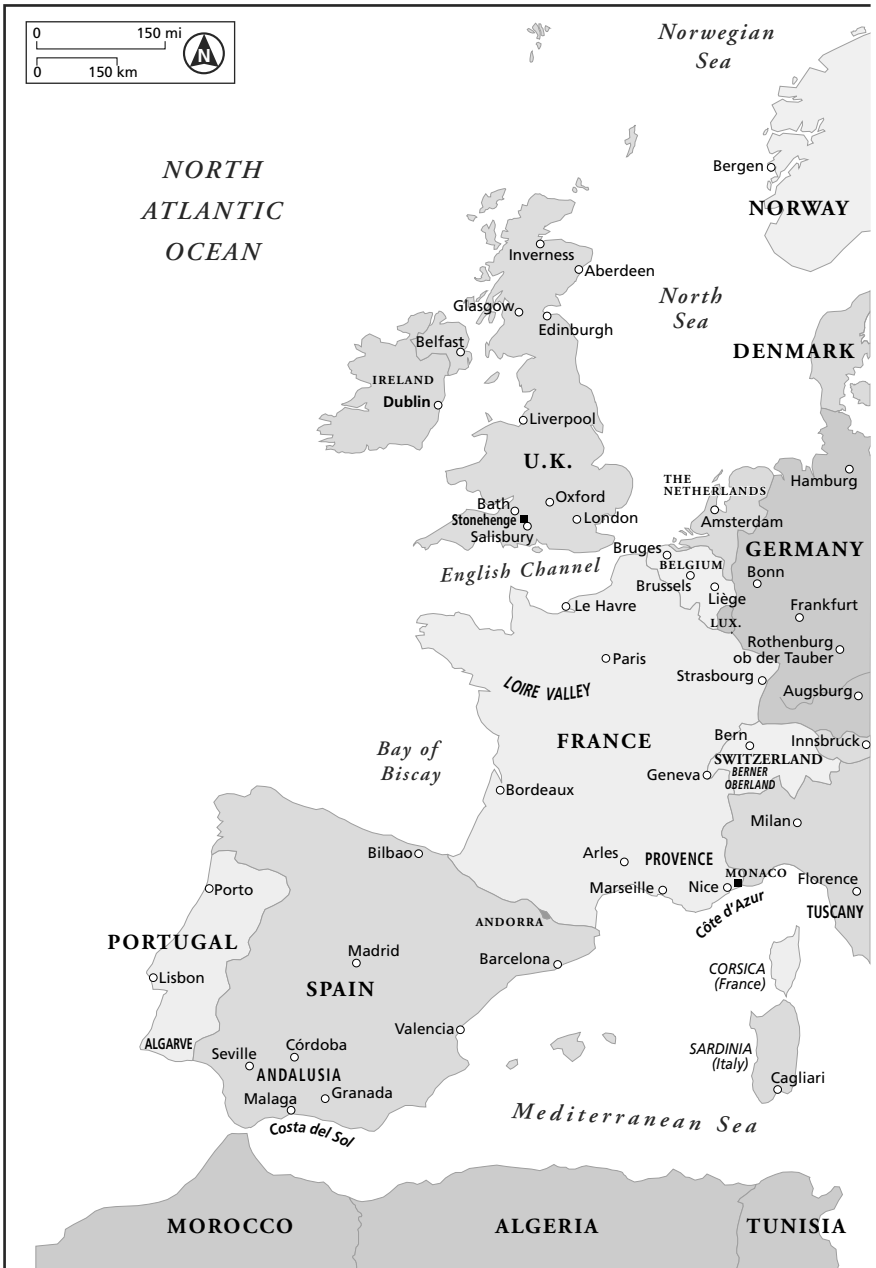 0 150 mi
0 150 km
N
Norwegian
Sea
NORTH
ATLANTIC
OCEAN
Bergen
NORWAY
Inverness
Aberdeen
North
Sea
Glasgow
Edinburgh
Belfast
DENMARK
IRELAND
Dublin
Liverpool
U.K.
THE
NETHERLANDS
Hamburg
Bath
Oxford
Stonehenge
London
Salisbury
Amsterdam
English Channel
Bruges
BELGIUM
GERMANY
Brussels
Bonn
Liège
Le Havre
Frankfurt
LUX.
Rothenburg
ob der Tauber
Paris
Strasbourg
LOIRE VALLEY
Augsburg
Bay of
Biscay
FRANCE
Bern
Innsbruck
SWITZERLAND
Geneva
BERNER
OBERLAND
Bordeaux
Milan
Bilbao
Arles
PROVENCE
MONACO
Porto
Marseille
Nice
Florence
Côte d'Azur
TUSCANY
ANDORRA
PORTUGAL
Madrid
Barcelona
Lisbon
SPAIN
CORSICA
(France)
Valencia
ALGARVE
Seville
Córdoba
SARDINIA
(Italy)
ANDALUSIA
Cagliari
Malaga
Granada
Costa del Sol
Mediterranean Sea
MOROCCO
ALGERIA
TUNISIA